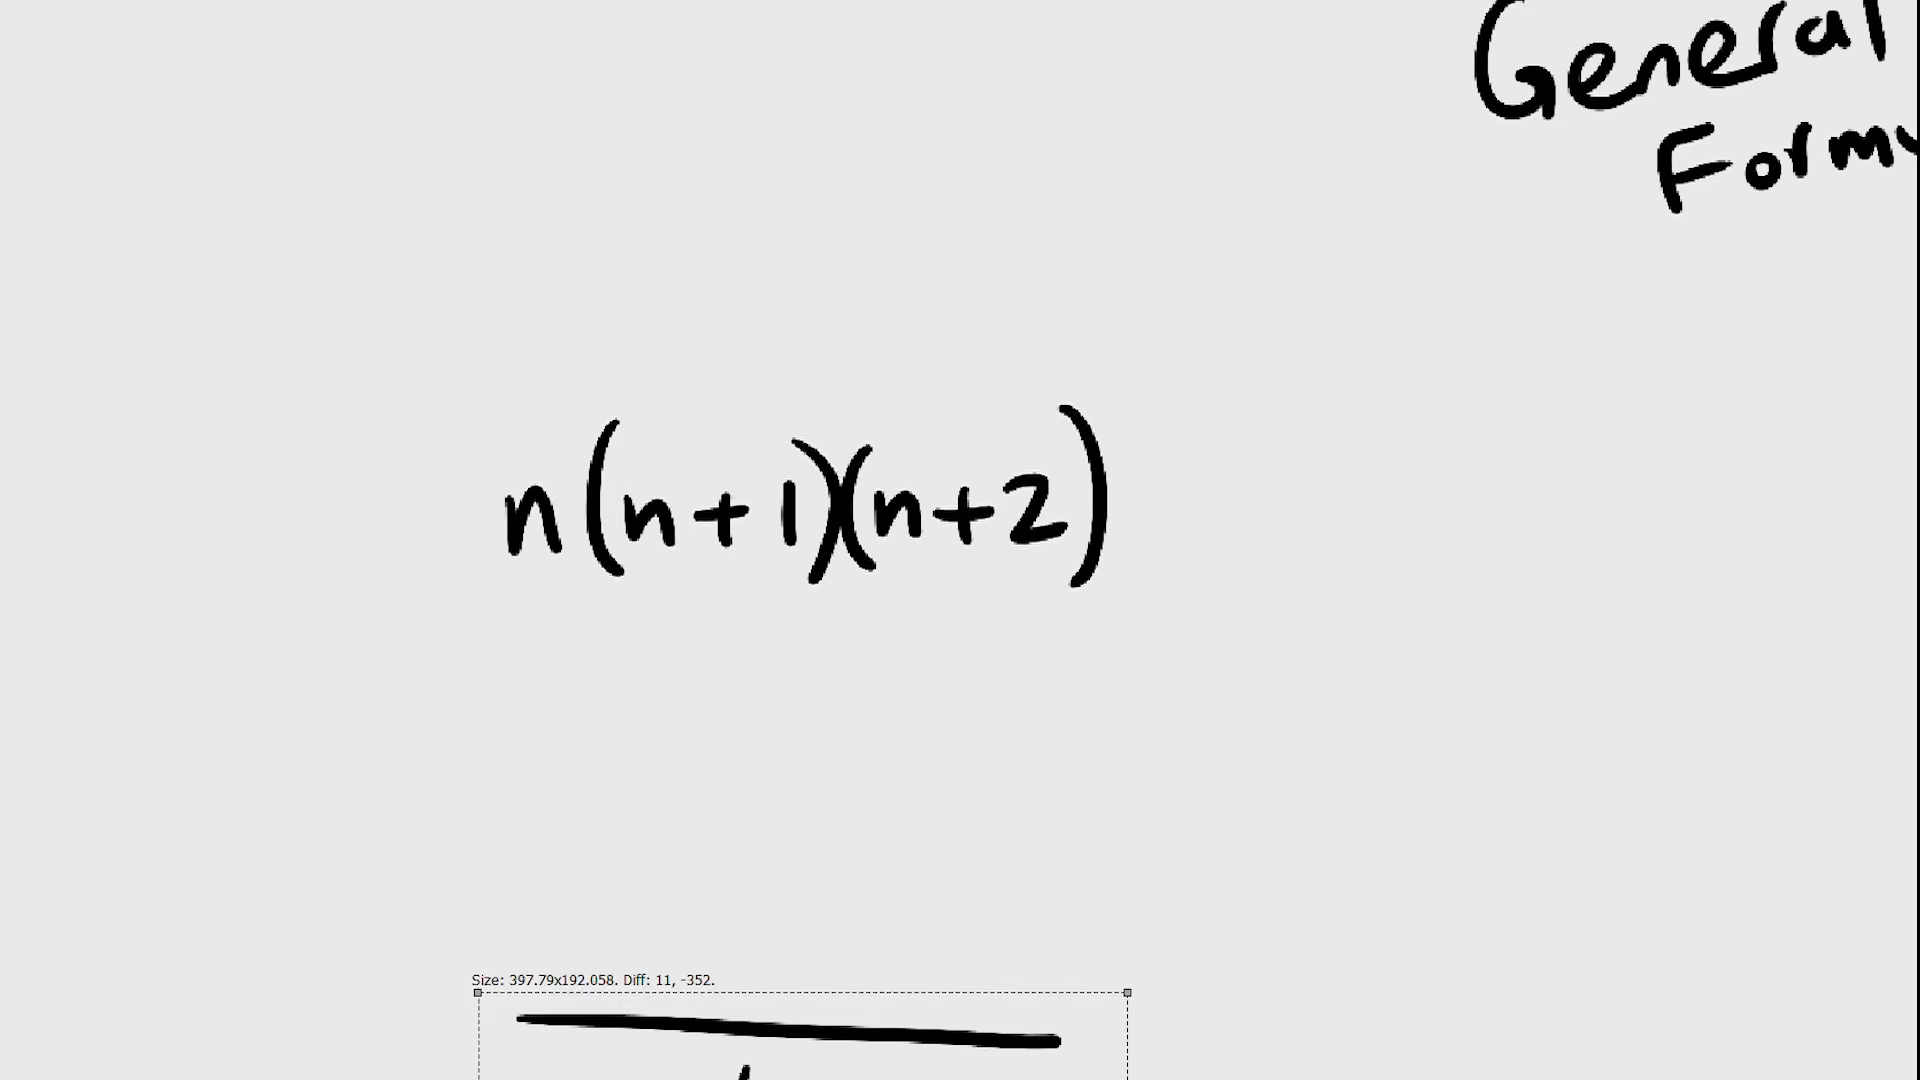 General
n(n+1)(n+2)
Size: 397.79x192.058. Diff: 11, -352.